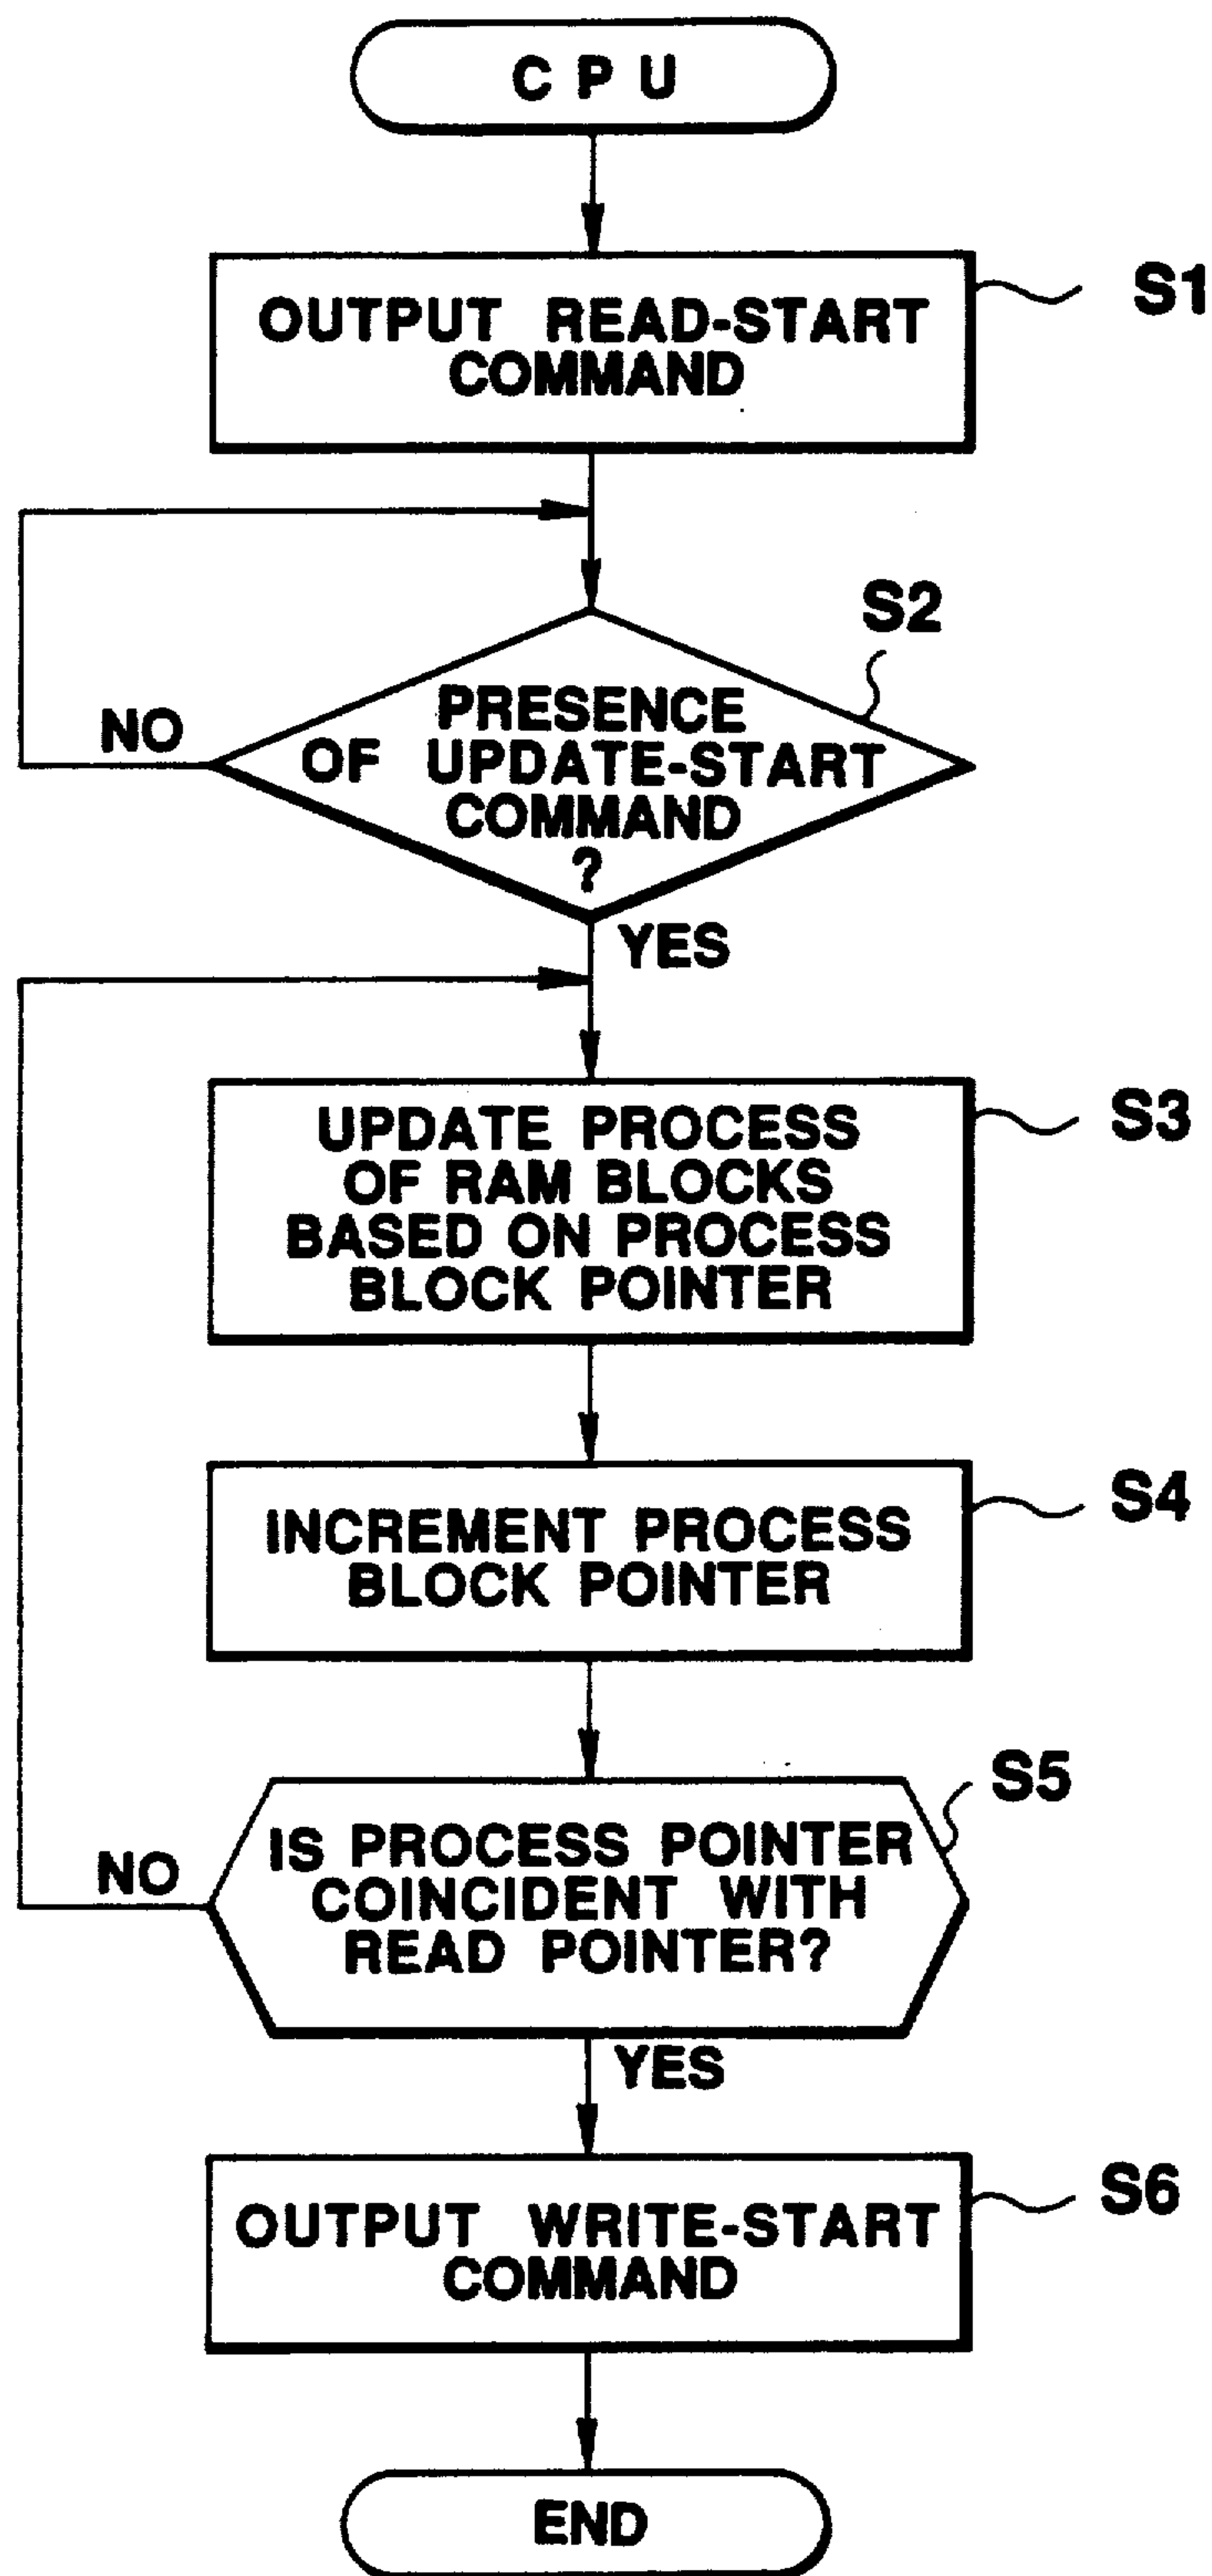 CPU
OUTPUT READ-START
COMMAND
S1
S2
PRESENCE
OF UPDATE-START
COMMAND
?
NO
YES
UPDATE PROCESS
OF RAM BLOCKS
BASED ON PROCESS
BLOCK POINTER
S3
INCREMENT PROCESS
BLOCK POINTER
S4
S5
IS PROCESS POINTER
COINCIDENT WITH
READ POINTER?
NO
YES
OUTPUT WRITE-START
COMMAND
S6
END